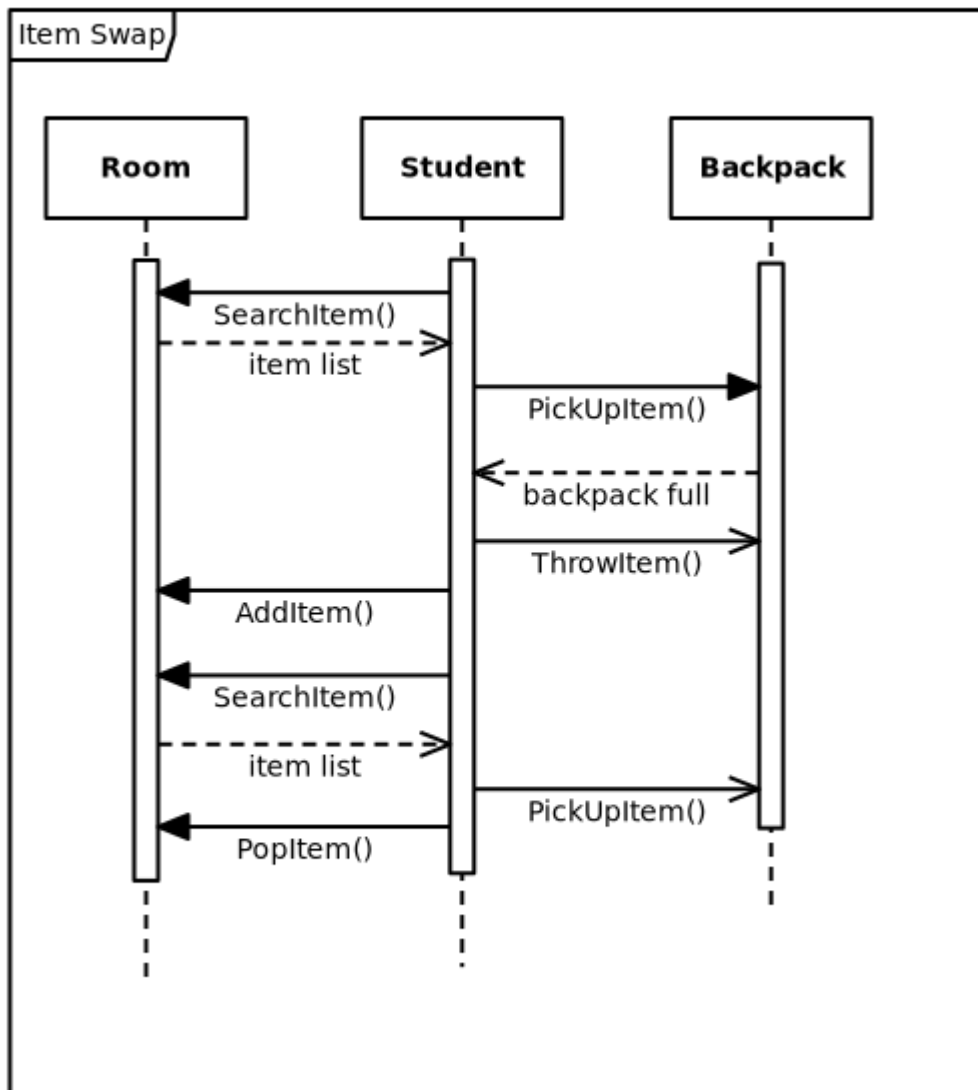 Item Swap
Room
Student
Backpack
SearchItem()
item list
PickUpItem()
backpack full
ThrowItem()
AddItem()
SearchItem()
item list
PickUpItem()
PopItem()